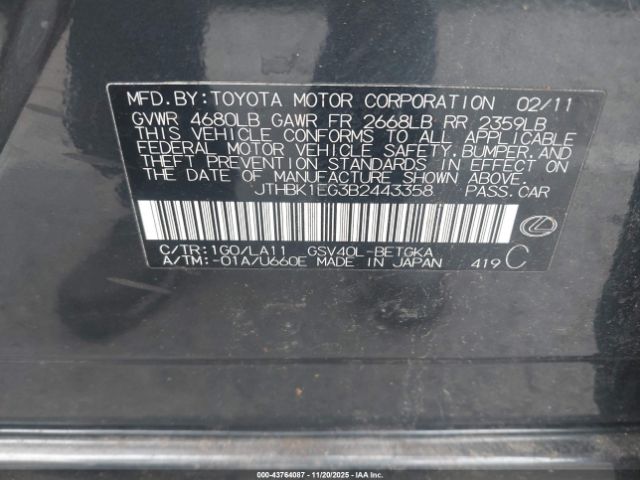 MFD.BY:TOYOTA MOTOR CORPORATION 02/11
GVWR 4680LB GAWR FR 2668LB RR 2359LB
THIS VEHICLE CONFORMS TO ALL APPLICABLE
FEDERAL MOTOR VEHICLE SAFETY,BUMPER,AND
THEFT PREVENTION STANDARDS IN EFFECT ON
THE DATE OF MANUFACTURE SHOWN ABOVE.
JTHBK1EG3B2443358 PASS.CAR
C/TR:1G0/LA11 GSV40L-BETGKA
A/TM:-01A/U660E MADE IN JAPAN 419 C
000-43764087 - 11/20/2025 - IAA Inc.